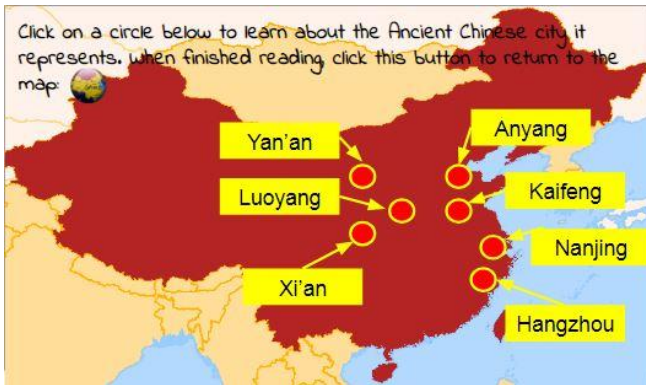 Click on a circle below to learn about the Ancient Chinese city it
represents. When finished reading, click this button to return to the
map:
Yan'an
Anyang
Luoyang
Kaifeng
Nanjing
Xi'an
Hangzhou